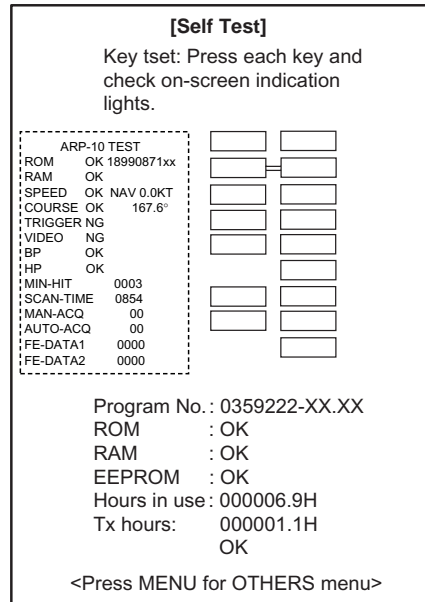 [Self Test]
Key tset: Press each key and
check on-screen indication
lights.
ARP-10 TEST
ROM OK 18990871xx
RAM OK
SPEED OK NAV 0.0KT
COURSE OK 167.6°
TRIGGER NG
VIDEO NG
BP OK
HP OK
MIN-HIT 0003
SCAN-TIME 0854
MAN-ACQ 00
AUTO-ACQ 00
FE-DATA1 0000
FE-DATA2 0000
Program No. : 0359222-XX.XX
ROM : OK
RAM : OK
EEPROM : OK
Hours in use : 000006.9H
Tx hours: 000001.1H
OK
<Press MENU for OTHERS menu>